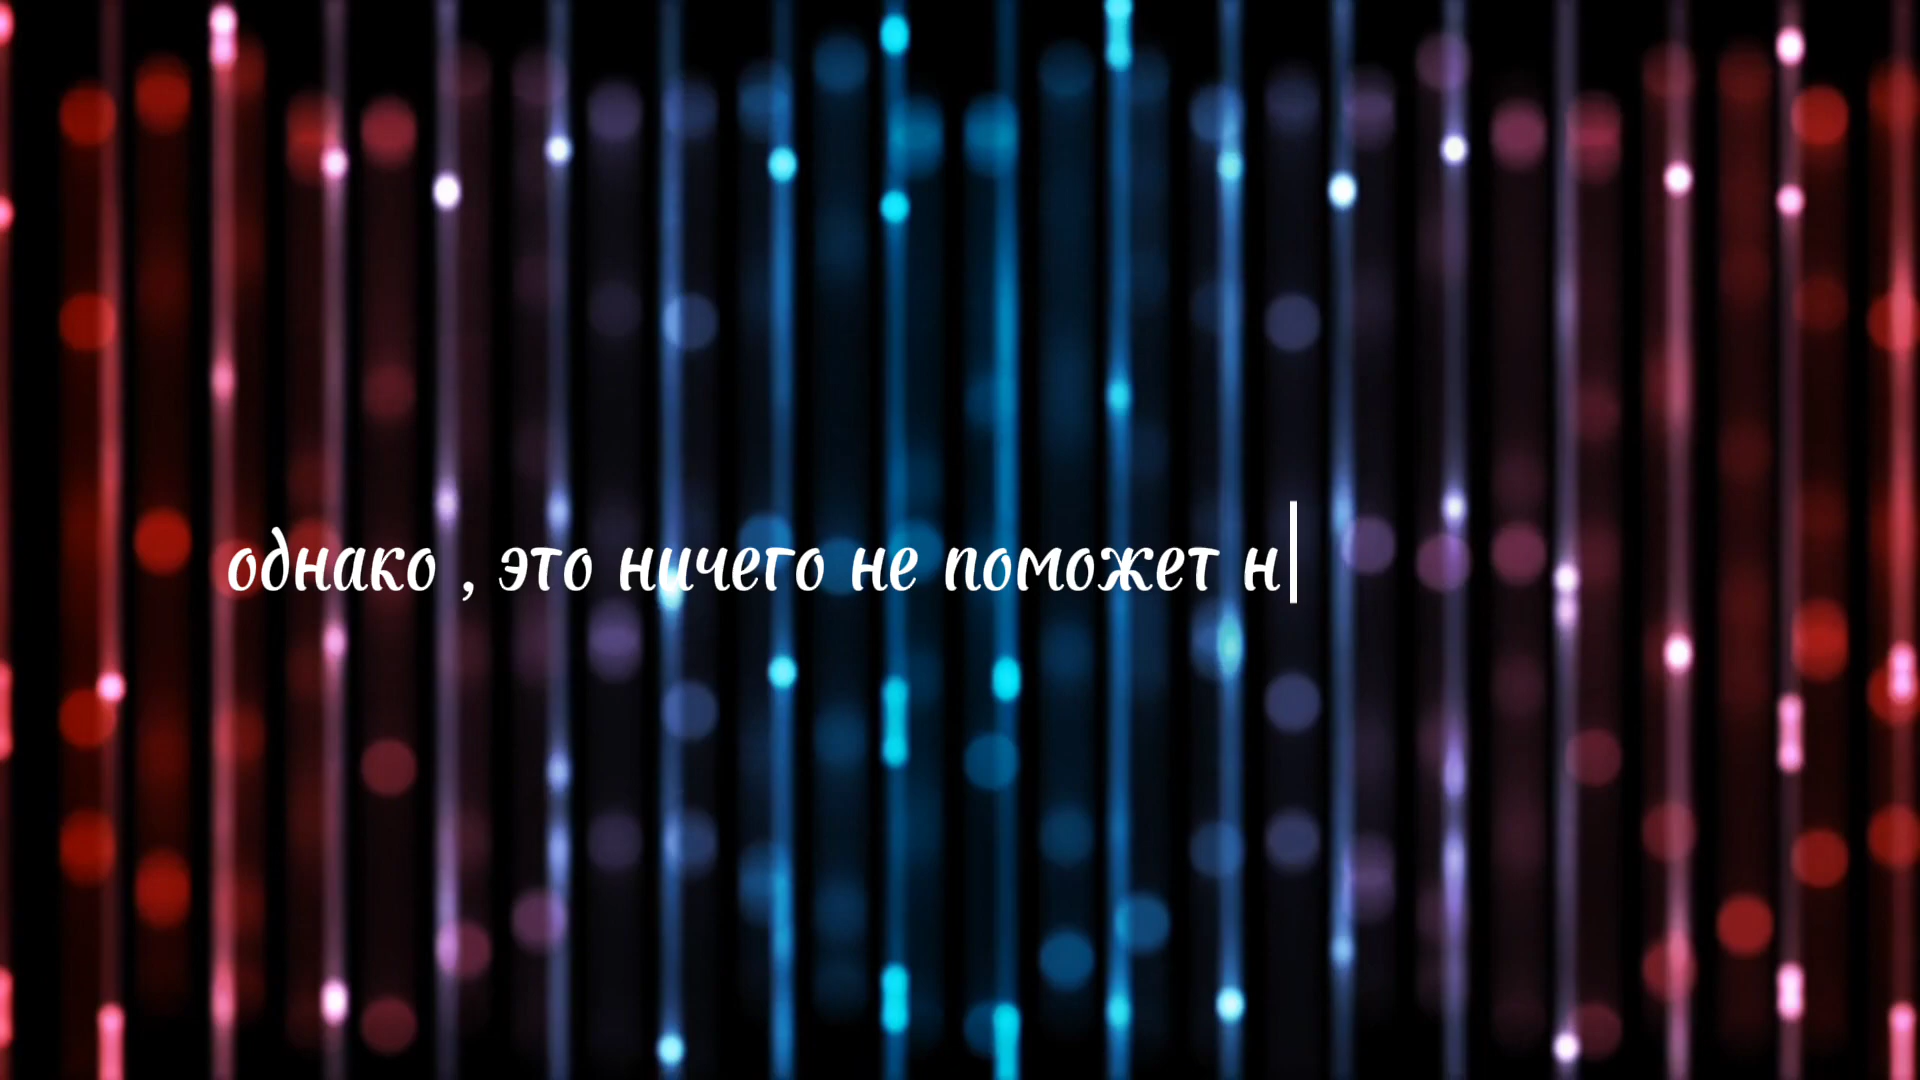 однако , это ничего не поможет н